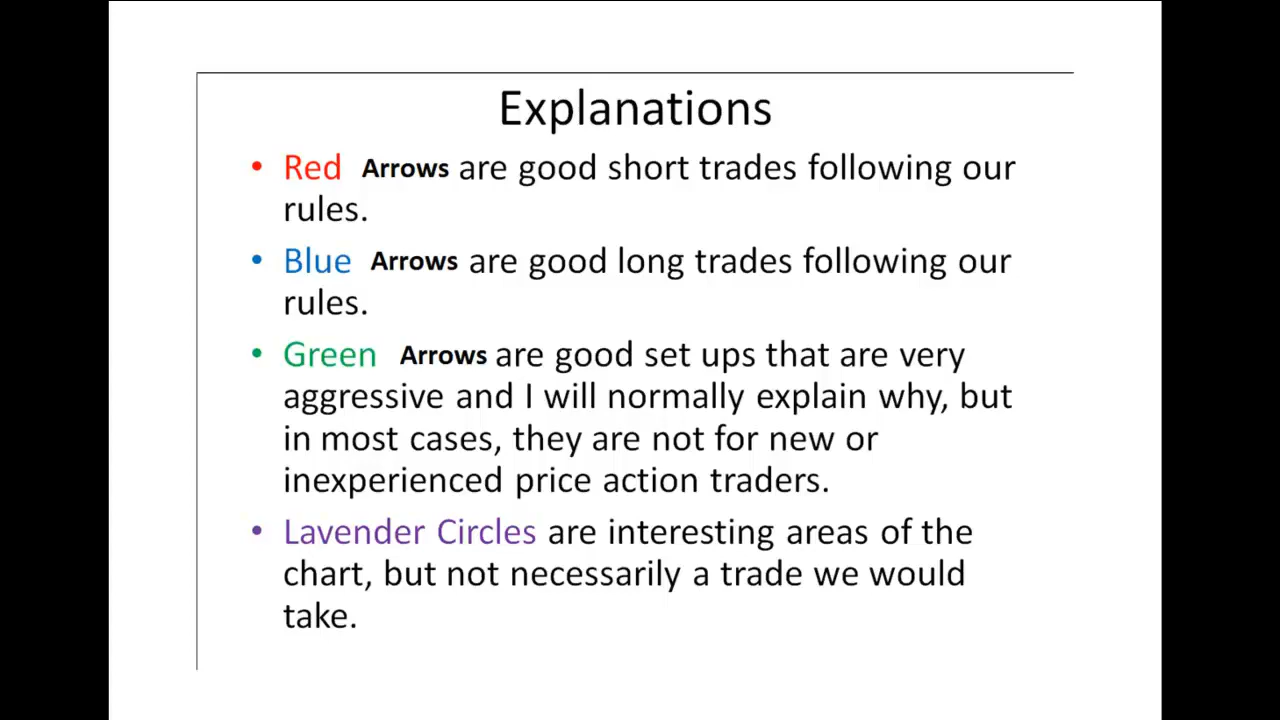 Explanations
• Red Arrows are good short trades following our
rules.
• Blue Arrows are good long trades following our
rules.
• Green Arrows are good set ups that are very
aggressive and I will normally explain why, but
in most cases, they are not for new or
inexperienced price action traders.
• Lavender Circles are interesting areas of the
chart, but not necessarily a trade we would
take.